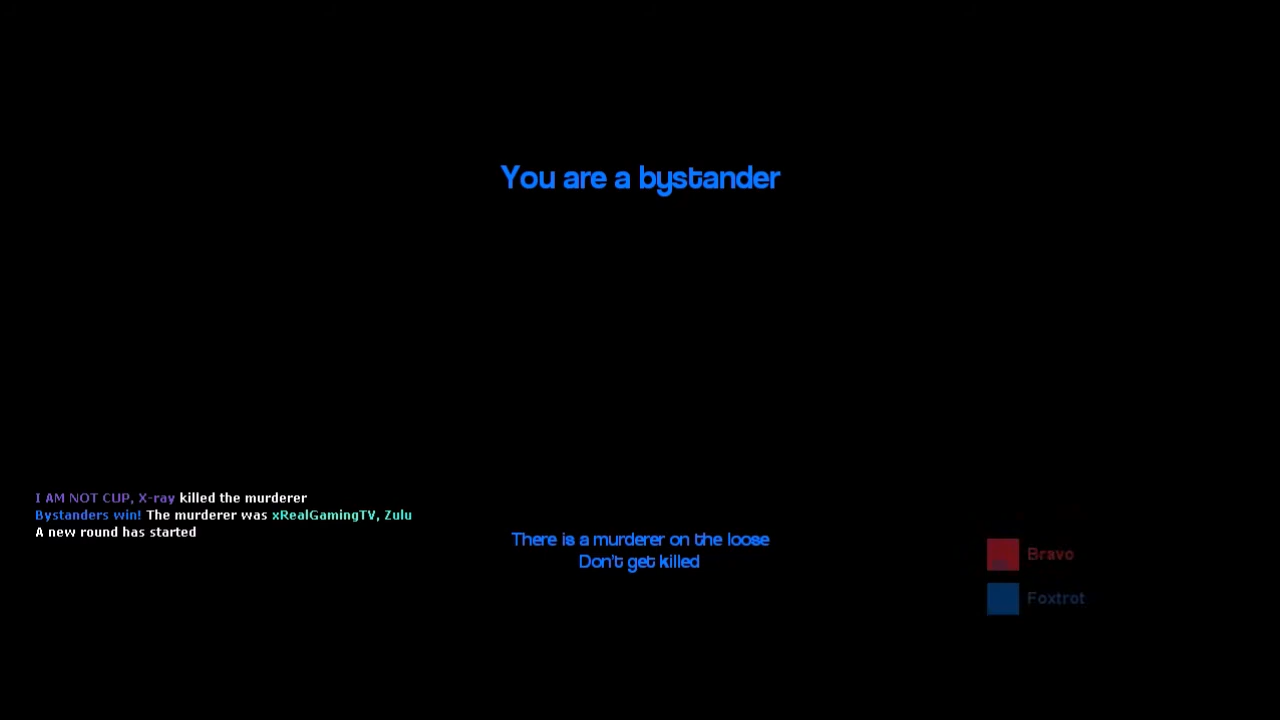 You are a bystander
I AM NOT CUP, X-ray killed the murderer
Bystanders win! The murderer was xRealGamingTV, Zulu
A new round has started
There is a murderer on the loose
Don't get killed
Bravo
Foxtrot